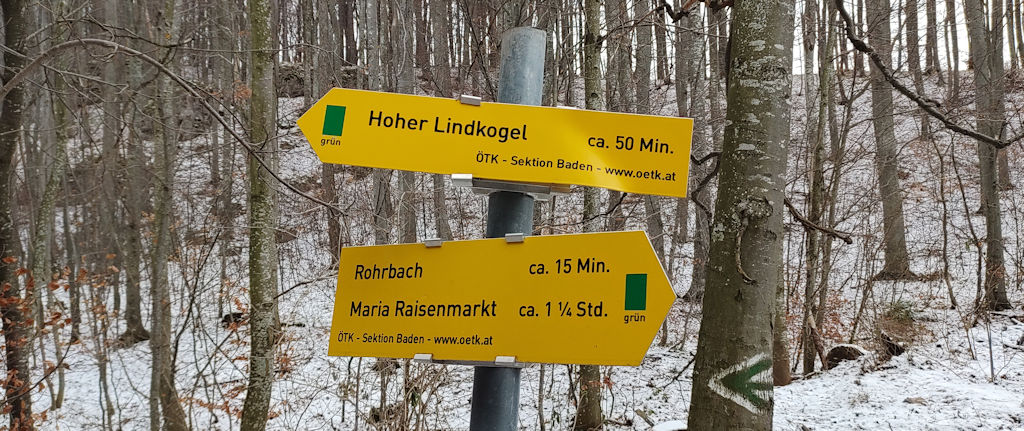 Hoher Lindkogel ca. 50 Min.
grün
ÖTK - Sektion Baden - www.oetk.at
Rohrbach ca. 15 Min.
Maria Raisenmarkt ca. 1 ¼ Std.
grün
ÖTK - Sektion Baden - www.oetk.at